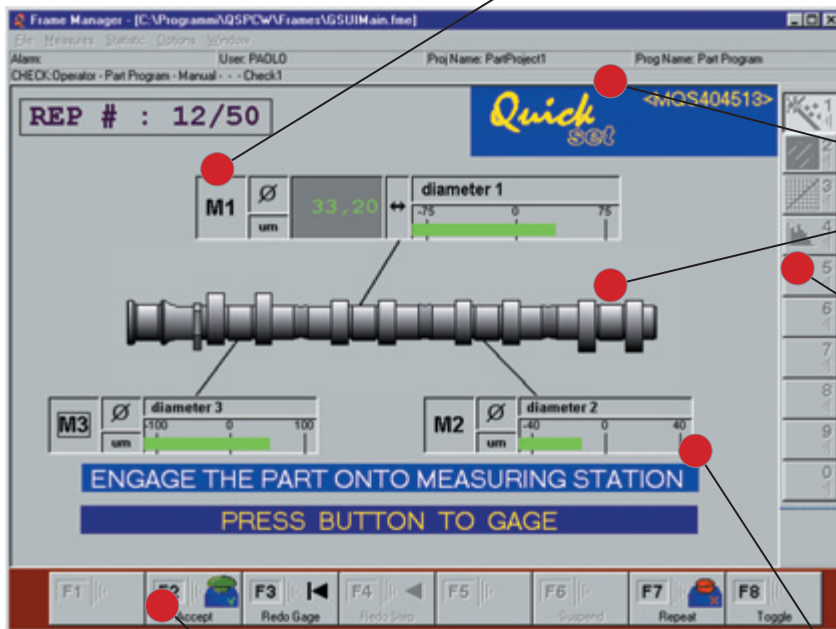 Frame Manager - [C:\Programmi\QSPCW\Frames\GSUIMain.fme]
File Measures Statistic Options Window
Alarm: User: PAOLO Proj Name: PartProject1 Prog Name: Part Program
CHECK:Operator - Part Program - Manual - - - Check1
REP # : 12/50
Quick set
<MQS404513>
M1 Ø um 33,20 ↔ diameter 1
-75 0 75
M3 Ø um diameter 3
-100 0 100
M2 Ø um diameter 2
-40 0 40
ENGAGE THE PART ONTO MEASURING STATION
PRESS BUTTON TO GAGE
1
2
3
4
5
6
7
8
9
0
F1 F2 F3 F4 F5 F6 F7 F8
Accept Redo Gage Redo Step Suspend Repeat Toggle